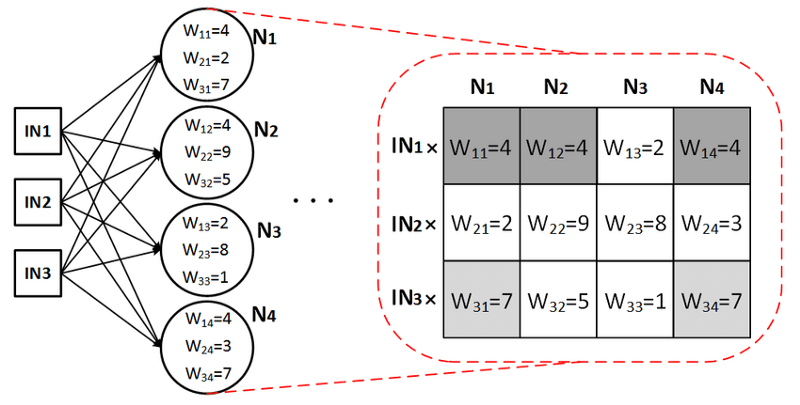 IN1
IN2
IN3
W11=4
W21=2
W31=7
N1
W12=4
W22=9
W32=5
N2
W13=2
W23=8
W33=1
N3
W14=4
W24=3
W34=7
N4
. . .
N1 N2 N3 N4
IN1× W11=4 W12=4 W13=2 W14=4
IN2× W21=2 W22=9 W23=8 W24=3
IN3× W31=7 W32=5 W33=1 W34=7